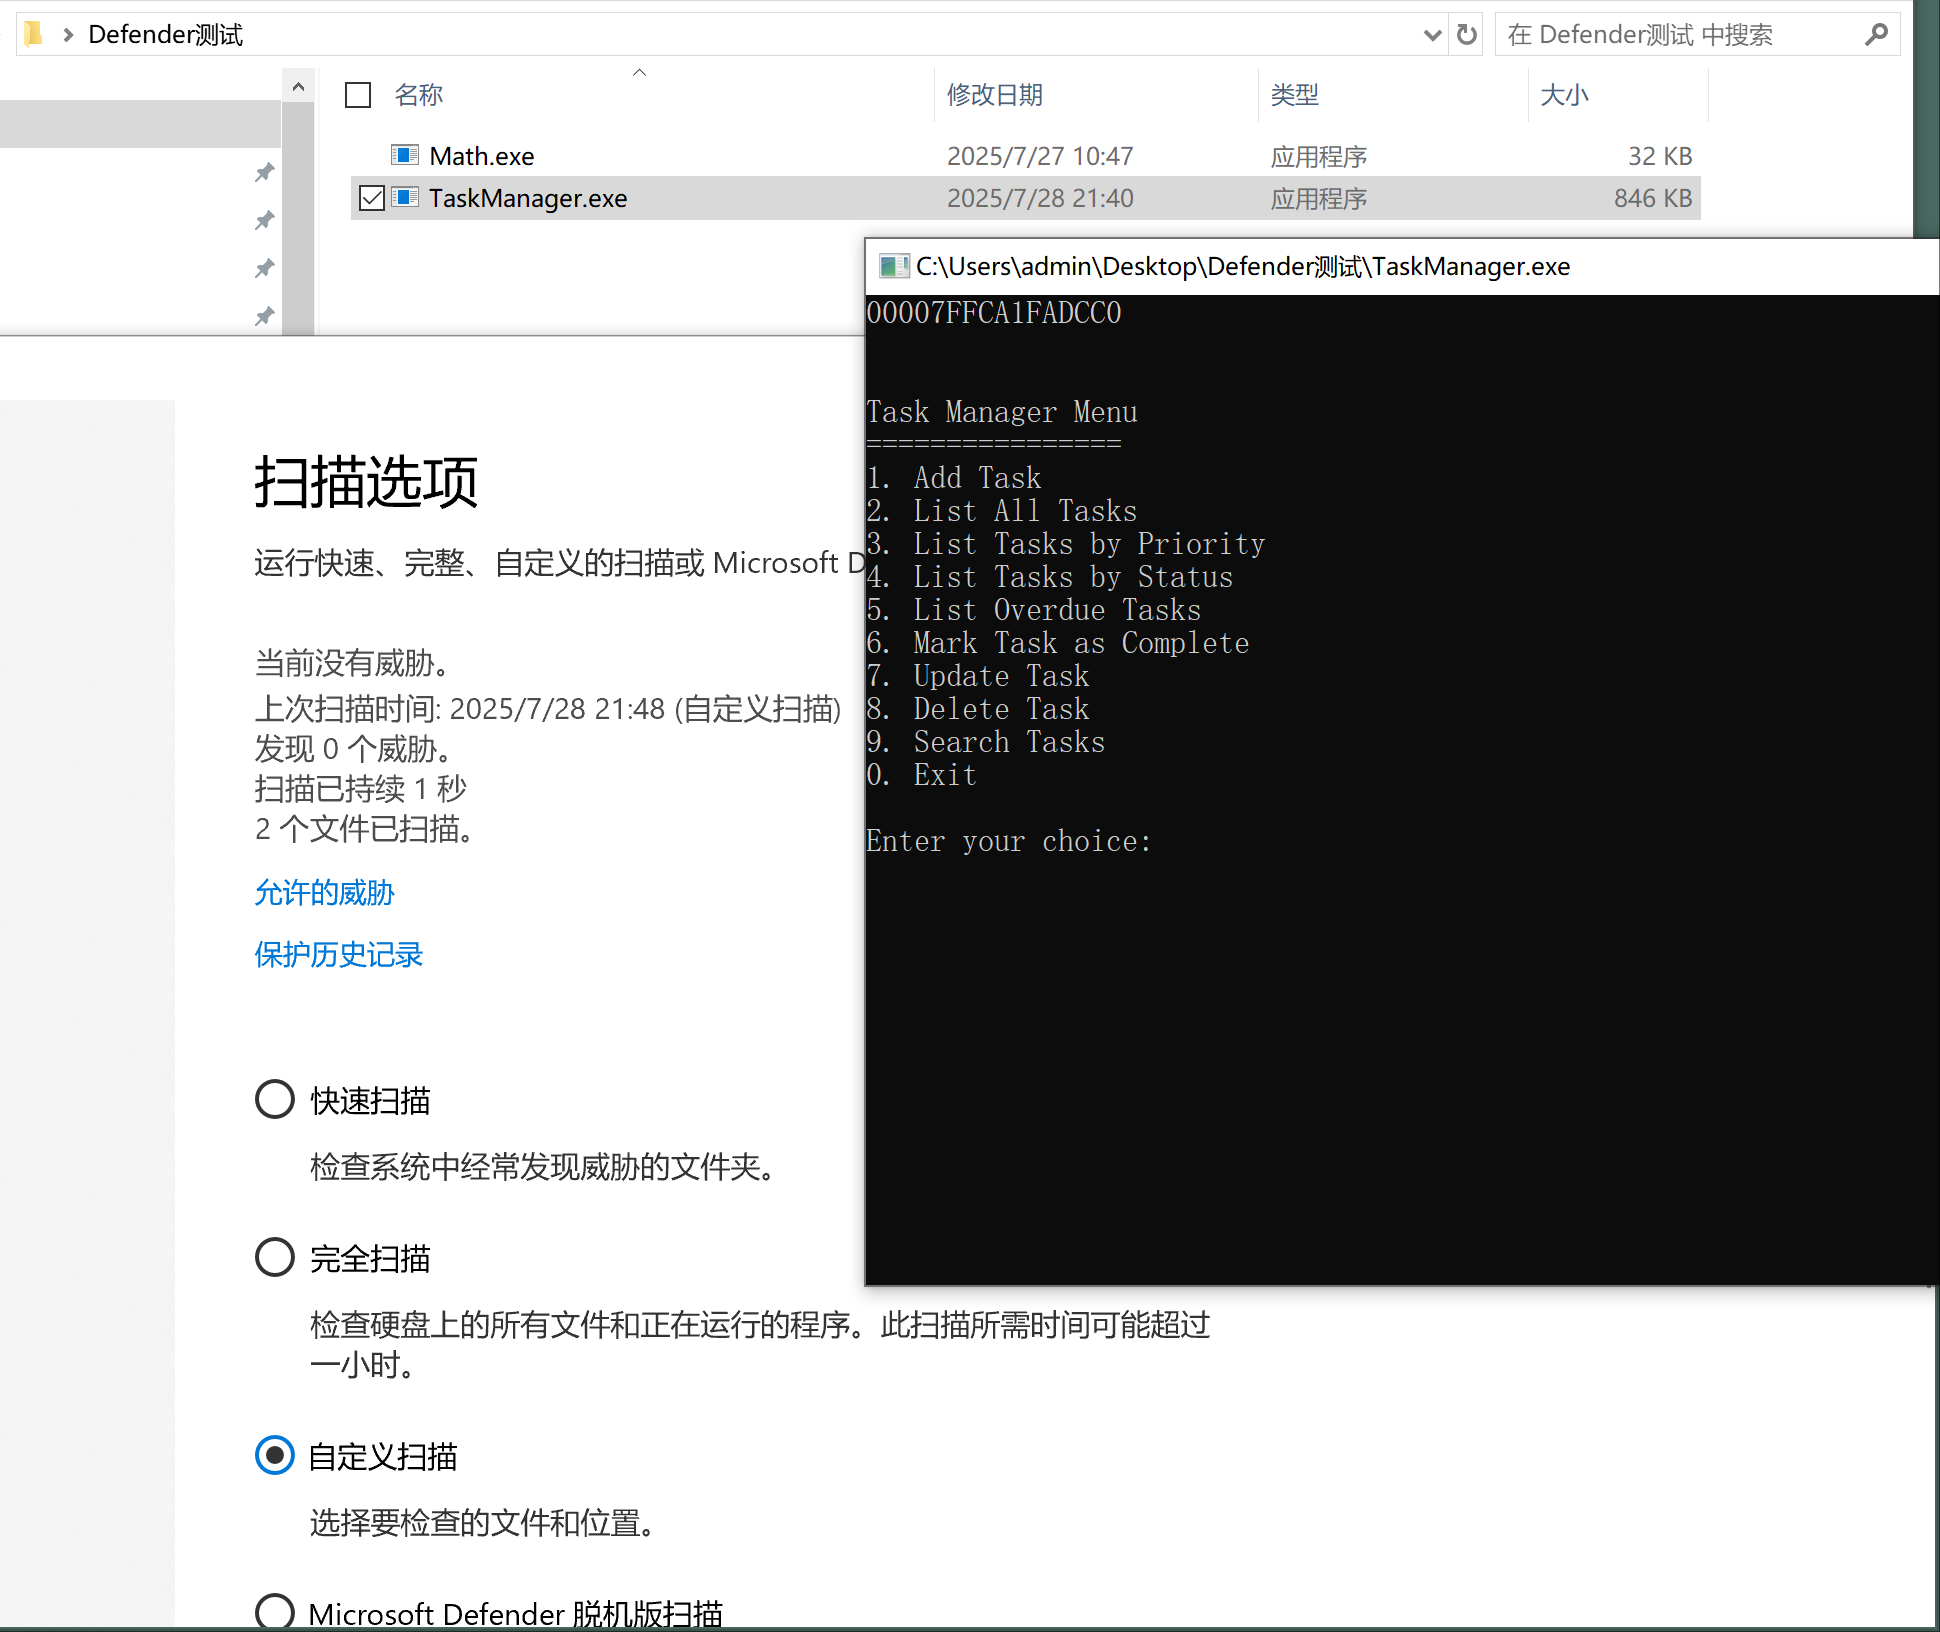 Defender测试
在 Defender测试 中搜索
名称 修改日期 类型 大小
Math.exe 2025/7/27 10:47 应用程序 32 KB
TaskManager.exe 2025/7/28 21:40 应用程序 846 KB
C:\Users\admin\Desktop\Defender测试\TaskManager.exe
00007FFCA1FADCC0
Task Manager Menu
================
1. Add Task
2. List All Tasks
3. List Tasks by Priority
4. List Tasks by Status
5. List Overdue Tasks
6. Mark Task as Complete
7. Update Task
8. Delete Task
9. Search Tasks
0. Exit
Enter your choice:
扫描选项
运行快速、完整、自定义的扫描或 Microsoft D
当前没有威胁。
上次扫描时间: 2025/7/28 21:48 (自定义扫描)
发现 0 个威胁。
扫描已持续 1 秒
2 个文件已扫描。
允许的威胁
保护历史记录
快速扫描
检查系统中经常发现威胁的文件夹。
完全扫描
检查硬盘上的所有文件和正在运行的程序。此扫描所需时间可能超过
一小时。
自定义扫描
选择要检查的文件和位置。
Microsoft Defender 脱机版扫描